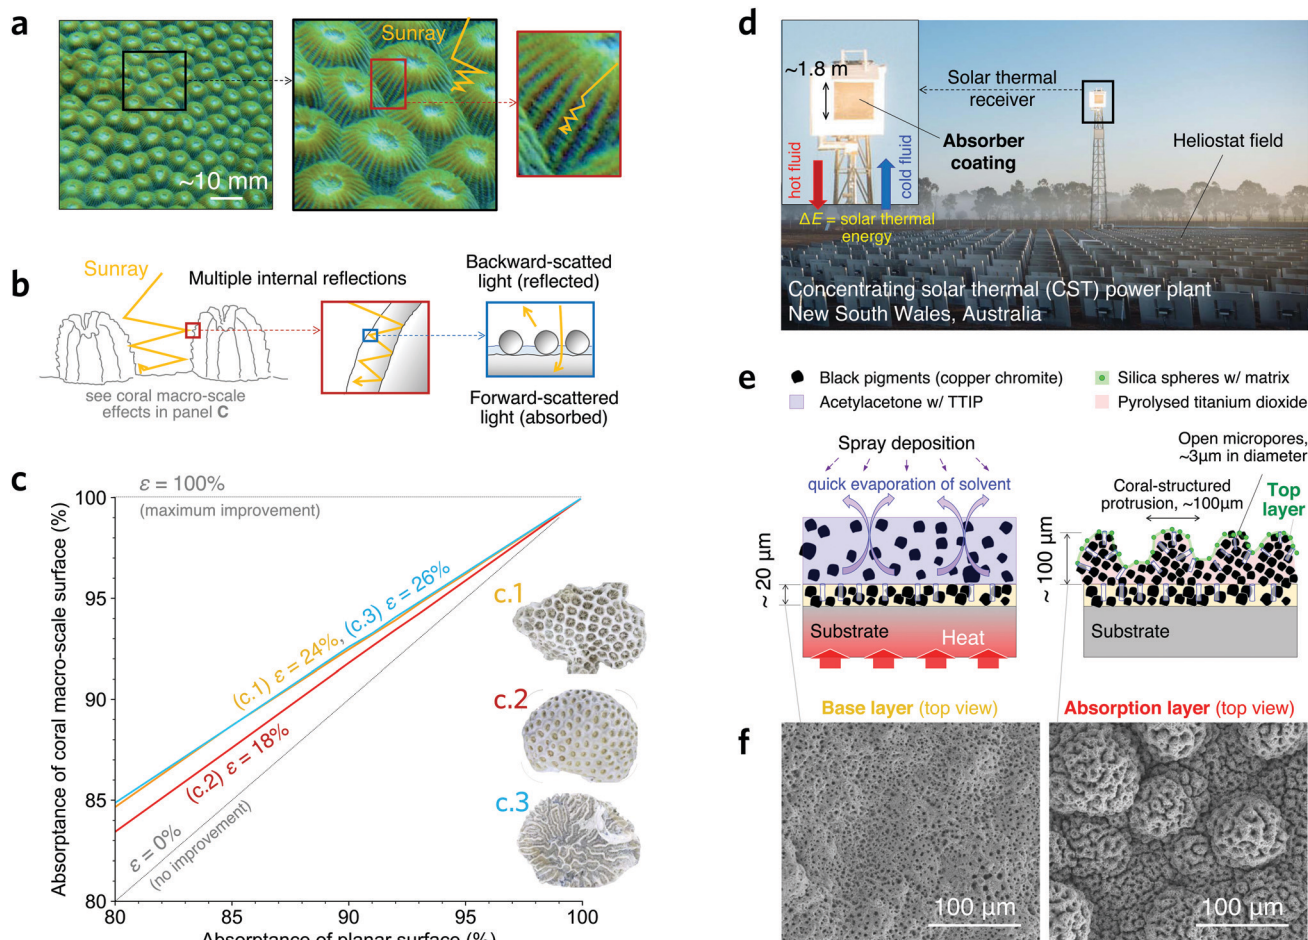 a
Sunray
~10 mm
b
Sunray
Multiple internal reflections
Backward-scatted
light (reflected)
see coral macro-scale
effects in panel C
Forward-scattered
light (absorbed)
c
Absorptance of coral macro-scale surface (%)
100
95
90
85
80
ε = 100%
(maximum improvement)
(c.1) ε = 24%, (c.3) ε = 26%
(c.2) ε = 18%
ε = 0%
(no improvement)
c.1
c.2
c.3
80
85
90
95
100
Absorptance of planar surface (%)
d
~1.8 m
Solar thermal
receiver
Absorber
coating
Heliostat field
hot fluid
cold fluid
ΔE = solar thermal
energy
Concentrating solar thermal (CST) power plant
New South Wales, Australia
e
Black pigments (copper chromite)
Acetylacetone w/ TTIP
Silica spheres w/ matrix
Pyrolysed titanium dioxide
Spray deposition
quick evaporation of solvent
~ 20 µm
Substrate
Heat
Open micropores,
~3µm in diameter
Coral-structured
protrusion, ~100µm
Top
layer
~ 100 µm
Substrate
Base layer (top view)
Absorption layer (top view)
f
100 µm
100 µm